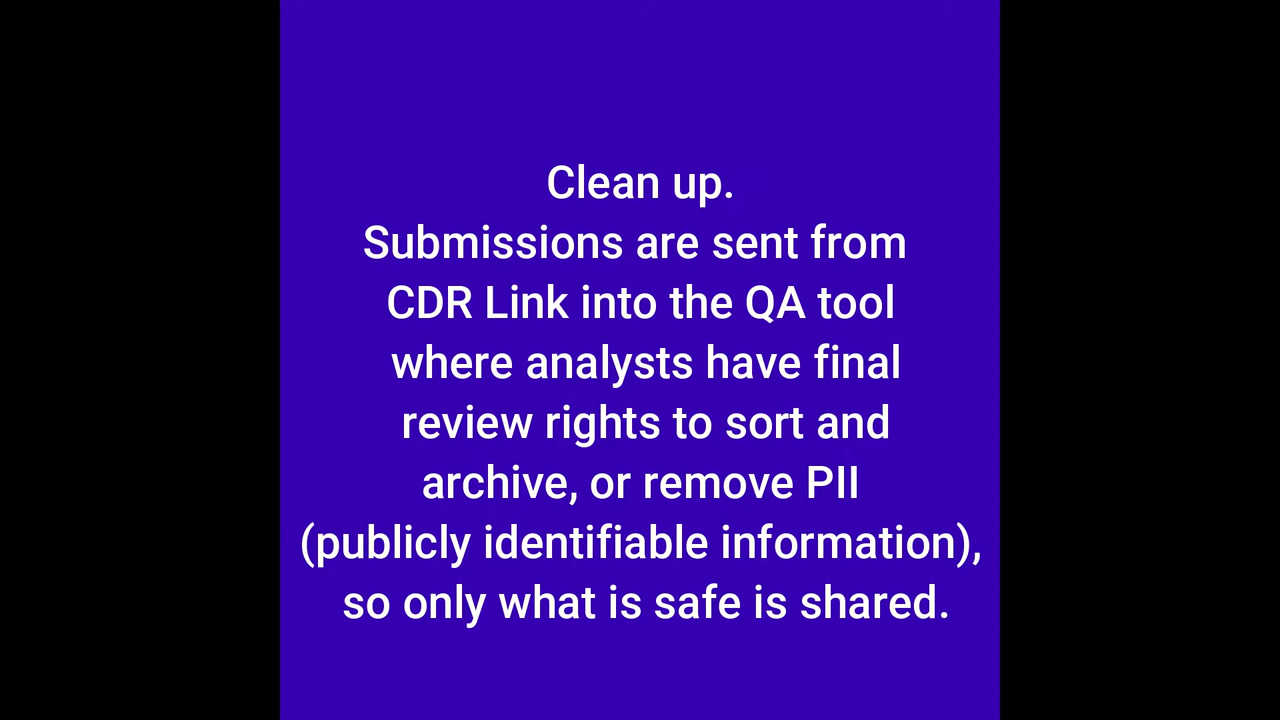 Clean up.
Submissions are sent from
CDR Link into the QA tool
where analysts have final
review rights to sort and
archive, or remove PII
(publicly identifiable information),
so only what is safe is shared.